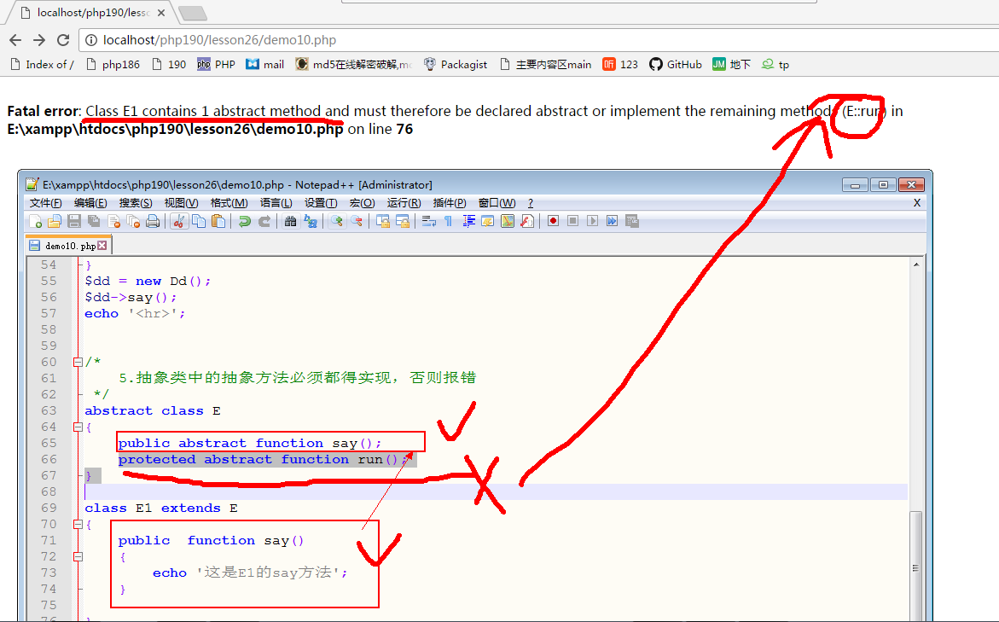 localhost/php190/less
localhost/php190/lesson26/demo10.php
Index of / php186 190 php PHP mail md5在线解密破解,m Packagist 主要内容区main 听 123 GitHub JM 地下 tp
Fatal error: Class E1 contains 1 abstract method and must therefore be declared abstract or implement the remaining methods (E::run) in
E:\xampp\htdocs\php190\lesson26\demo10.php on line 76
E:\xampp\htdocs\php190\lesson26\demo10.php - Notepad++ [Administrator]
文件(F) 编辑(E) 搜索(S) 视图(V) 格式(M) 语言(L) 设置(T) 宏(O) 运行(R) 插件(P) 窗口(W) ? X
demo10.php
54 }
55 $dd = new Dd();
56 $dd->say();
57 echo '<hr>';
58
59
60 /*
61 5.抽象类中的抽象方法必须都得实现，否则报错
62 */
63 abstract class E
64 {
65 public abstract function say();
66 protected abstract function run();
67 }
68
69 class E1 extends E
70 {
71 public function say()
72 {
73 echo '这是E1的say方法';
74 }
75
76 }